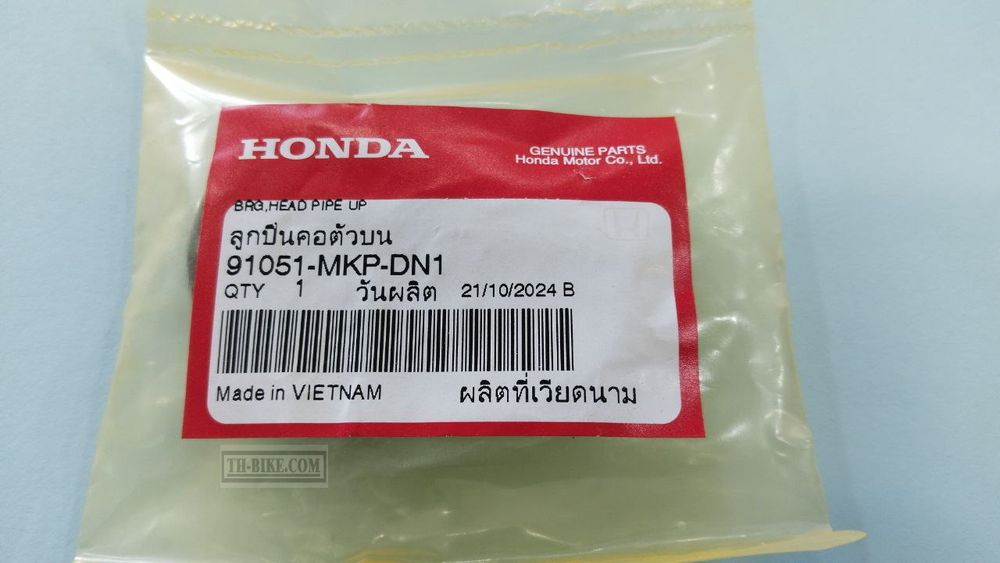 HONDA
GENUINE PARTS
Honda Motor Co., Ltd.
BRG,HEAD PIPE UP
ลูกปืนคอตัวบน
91051-MKP-DN1
QTY 1 วันผลิต 21/10/2024 B
Made in VIETNAM ผลิตที่เวียดนาม
TH-BIKE.COM